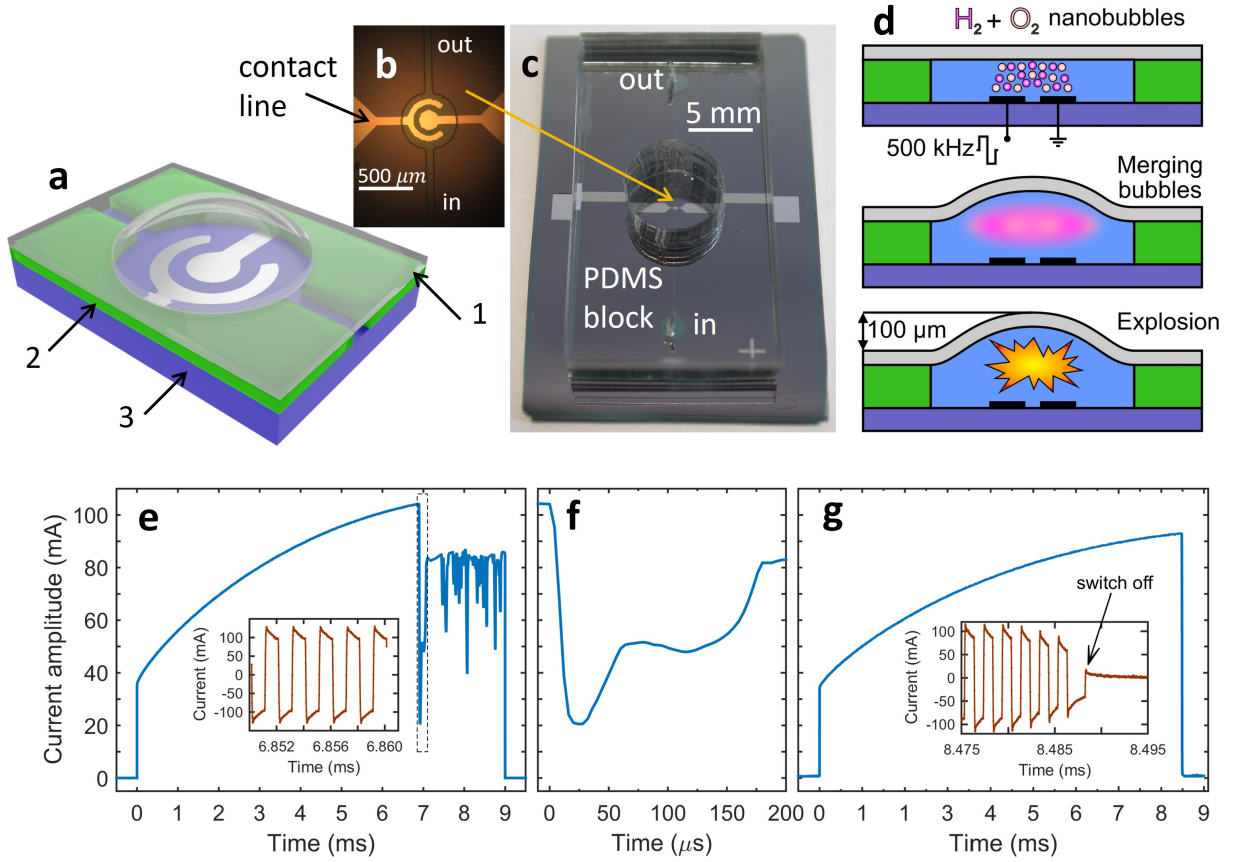 a
1
2
3
contact
line
b
out
500 μm
in
c
out
5 mm
PDMS
block
in
d
H2 + O2 nanobubbles
500 kHz
Merging
bubbles
Explosion
100 μm
Current amplitude (mA)
100
80
60
40
20
0
e
Current (mA)
100
50
0
-50
-100
6.852 6.856 6.860
Time (ms)
0 1 2 3 4 5 6 7 8 9
Time (ms)
f
0 50 100 150 200
Time (μs)
g
switch off
Current (mA)
100
50
0
-50
-100
8.475 8.485 8.495
Time (ms)
0 1 1 2 3 4 5 6 7 8 9
Time (ms)